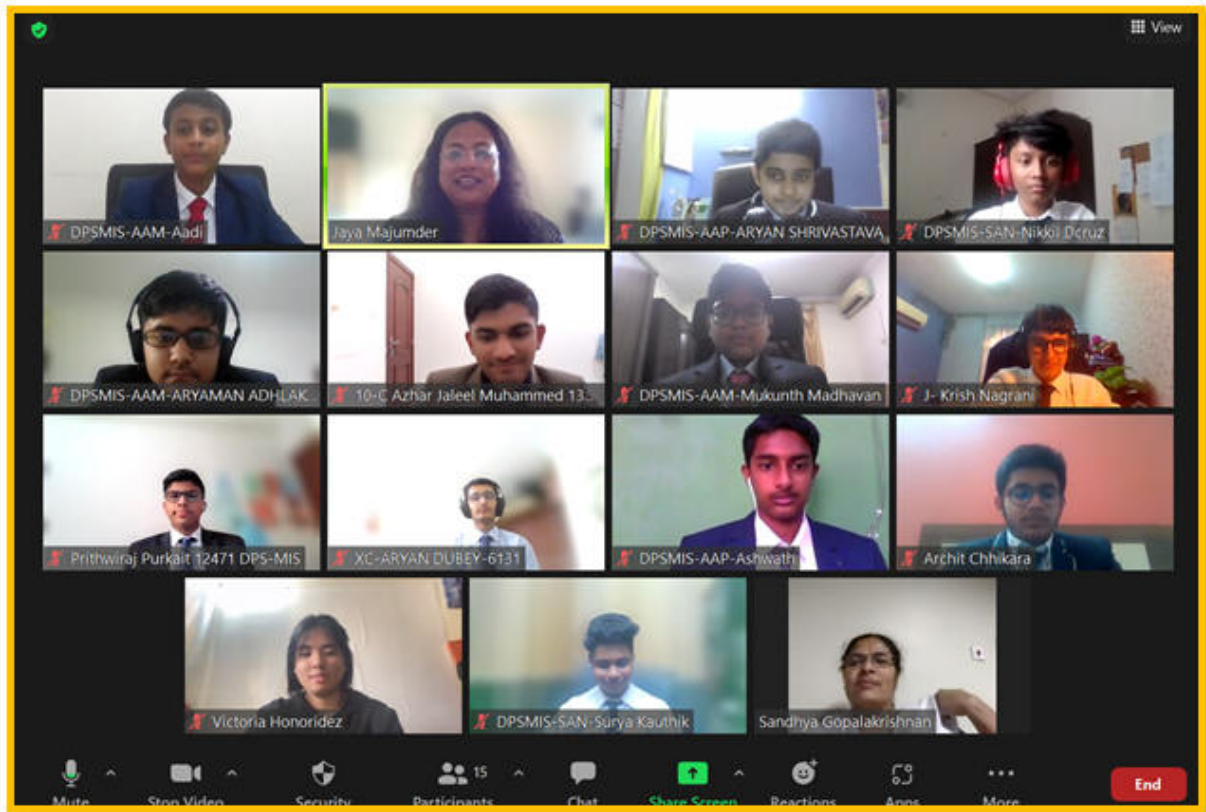 View
DPSMIS-AAM-Aadi
Jaya Majumder
DPSMIS-AAP-ARYAN SHRIVASTAVA
DPSMIS-SAN-Nikkil Dcruz
DPSMIS-AAM-ARYAMAN ADHLAK
10-C Azhar Jaleel Muhammed 13...
DPSMIS-AAM-Mukunth Madhavan
J- Krish Nagrani
Prithwiraj Purkait 12471 DPS-MIS
XC-ARYAN DUBEY-6131
DPSMIS-AAP-Ashwath
Archit Chhikara
Victoria Honoridez
DPSMIS-SAN-Surya Kauthik
Sandhya Gopalakrishnan
15
Mute
Stop Video
Security
Participants
Chat
Share Screen
Reactions
Apps
More
End